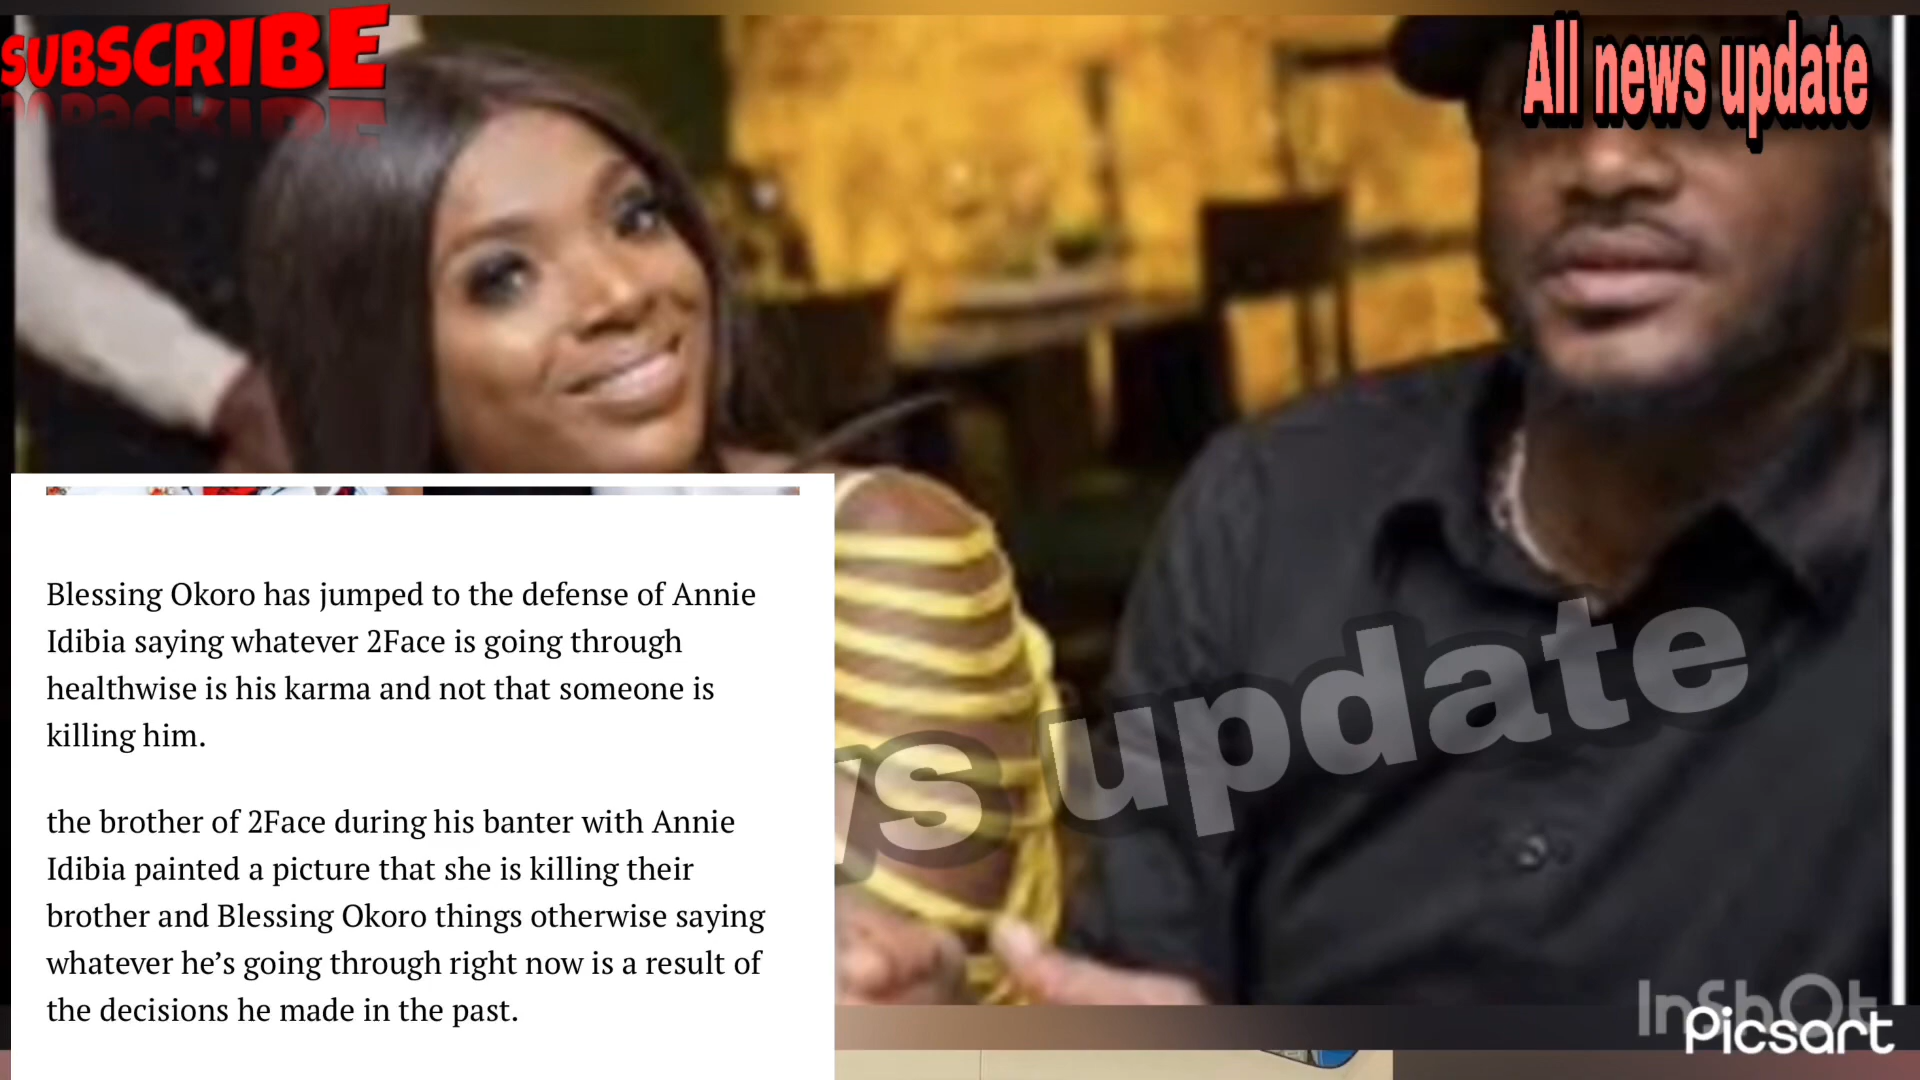 SUBSCRIBE
All news update
Blessing Okoro has jumped to the defense of Annie
Idibia saying whatever 2Face is going through
healthwise is his karma and not that someone is
killing him.
the brother of 2Face during his banter with Annie
Idibia painted a picture that she is killing their
brother and Blessing Okoro things otherwise saying
whatever he’s going through right now is a result of
the decisions he made in the past.
ws update
InShOt
Picsart